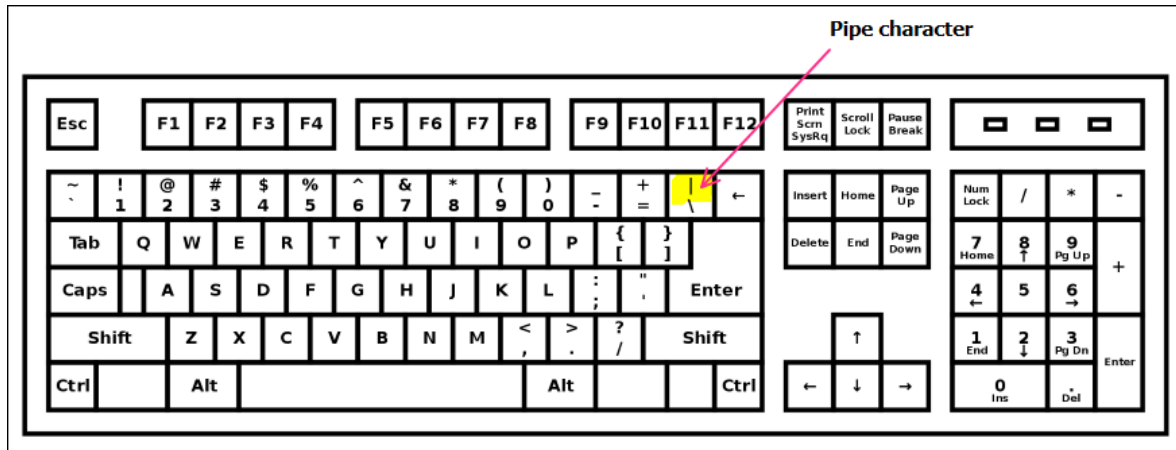 Pipe character
Esc F1 F2 F3 F4 F5 F6 F7 F8 F9 F10 F11 F12 Print Scrn SysRq Scroll Lock Pause Break
~ ! @ # $ % ^ & * ( ) _ + |
` 1 2 3 4 5 6 7 8 9 0 - = \ ← Insert Home Page Up Num Lock / * -
Tab Q W E R T Y U I O P { [ } ] Delete End Page Down 7 Home 8 ↑ 9 Pg Up +
Caps A S D F G H J K L : ; " ' Enter 4 ← 5 6 →
Shift Z X C V B N M < , > . ? / Shift ↑ 1 End 2 ↓ 3 Pg Dn Enter
Ctrl Alt Alt Ctrl ← ↓ → 0 Ins . Del